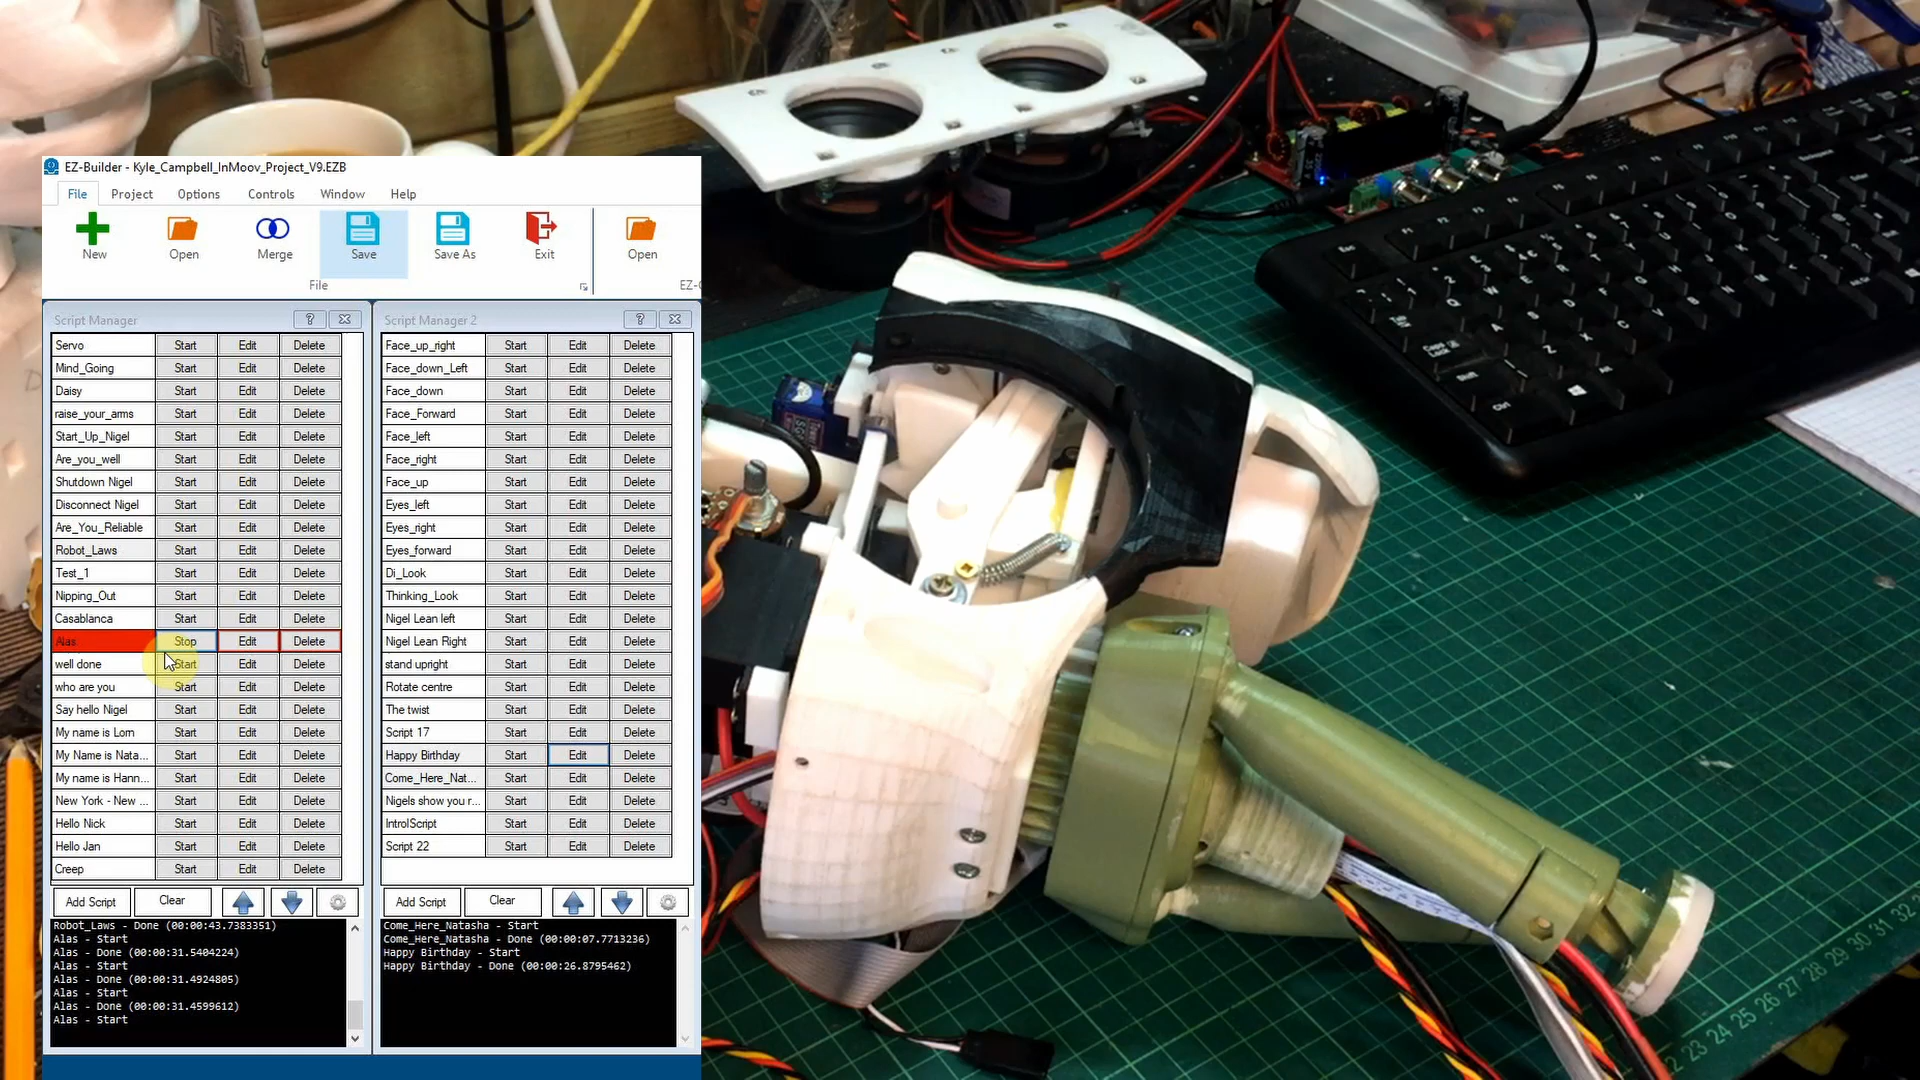 EZ-Builder - Kyle_Campbell_InMoov_Project_V9.EZB
File Project Options Controls Window Help
New Open Merge Save Save As Exit Open
File EZ-
Script Manager ?
Servo Start Edit Delete
Mind_Going Start Edit Delete
Daisy Start Edit Delete
raise_your_arms Start Edit Delete
Start_Up_Nigel Start Edit Delete
Are_you_well Start Edit Delete
Shutdown Nigel Start Edit Delete
Disconnect Nigel Start Edit Delete
Are_You_Reliable Start Edit Delete
Robot_Laws Start Edit Delete
Test_1 Start Edit Delete
Nipping_Out Start Edit Delete
Casablanca Start Edit Delete
Alas Stop Edit Delete
well done Start Edit Delete
who are you Start Edit Delete
Say hello Nigel Start Edit Delete
My name is Lorn Start Edit Delete
My Name is Nata... Start Edit Delete
My name is Hann... Start Edit Delete
New York - New ... Start Edit Delete
Hello Nick Start Edit Delete
Hello Jan Start Edit Delete
Creep Start Edit Delete
Add Script Clear
Robot_Laws - Done (00:00:43.7383351)
Alas - Start
Alas - Done (00:00:31.5404224)
Alas - Start
Alas - Done (00:00:31.4924805)
Alas - Start
Alas - Done (00:00:31.4599612)
Alas - Start
Script Manager 2 ?
Face_up_right Start Edit Delete
Face_down_Left Start Edit Delete
Face_down Start Edit Delete
Face_Forward Start Edit Delete
Face_left Start Edit Delete
Face_right Start Edit Delete
Face_up Start Edit Delete
Eyes_left Start Edit Delete
Eyes_right Start Edit Delete
Eyes_forward Start Edit Delete
Di_Look Start Edit Delete
Thinking_Look Start Edit Delete
Nigel Lean left Start Edit Delete
Nigel Lean Right Start Edit Delete
stand upright Start Edit Delete
Rotate centre Start Edit Delete
The twist Start Edit Delete
Script 17 Start Edit Delete
Happy Birthday Start Edit Delete
Come_Here_Nat... Start Edit Delete
Nigels show you r... Start Edit Delete
IntroIScript Start Edit Delete
Script 22 Start Edit Delete
Add Script Clear
Come_Here_Natasha - Start
Come_Here_Natasha - Done (00:00:07.7713236)
Happy Birthday - Start
Happy Birthday - Done (00:00:26.8795462)
22 23 24 25 26 27 28 29 30 31 32